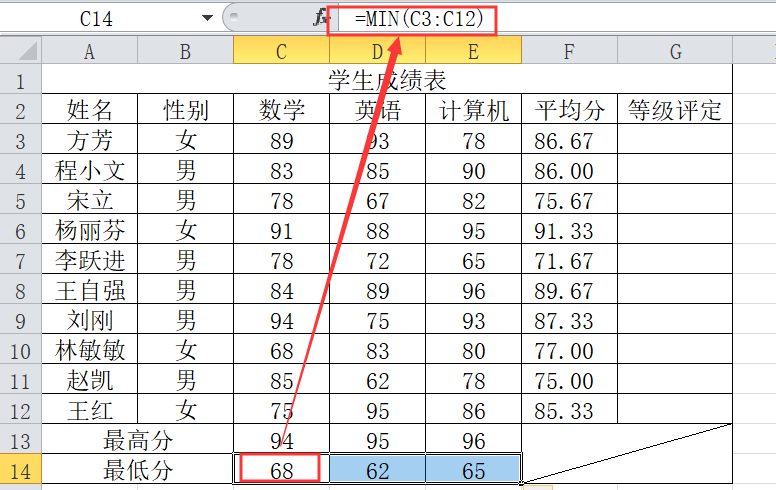 C14 fx =MIN(C3:C12)
A B C D E F G
1 学生成绩表
2 姓名 性别 数学 英语 计算机 平均分 等级评定
3 方芳 女 89 93 78 86.67
4 程小文 男 83 85 90 86.00
5 宋立 男 78 67 82 75.67
6 杨丽芬 女 91 88 95 91.33
7 李跃进 男 78 72 65 71.67
8 王自强 男 84 89 96 89.67
9 刘刚 男 94 75 93 87.33
10 林敏敏 女 68 83 80 77.00
11 赵凯 男 85 62 78 75.00
12 王红 女 75 95 86 85.33
13 最高分 94 95 96
14 最低分 68 62 65